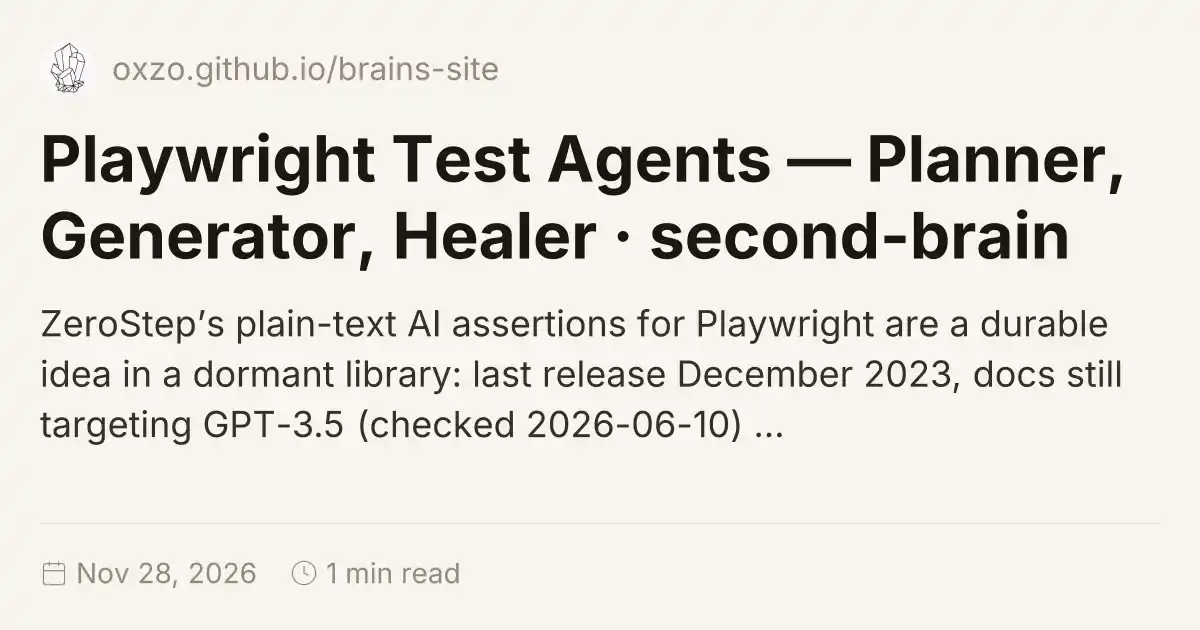 oxzo.github.io/brains-site
Playwright Test Agents — Planner,
Generator, Healer · second-brain
ZeroStep’s plain-text AI assertions for Playwright are a durable
idea in a dormant library: last release December 2023, docs still
targeting GPT-3.5 (checked 2026-06-10) ...
Nov 28, 2026 1 min read